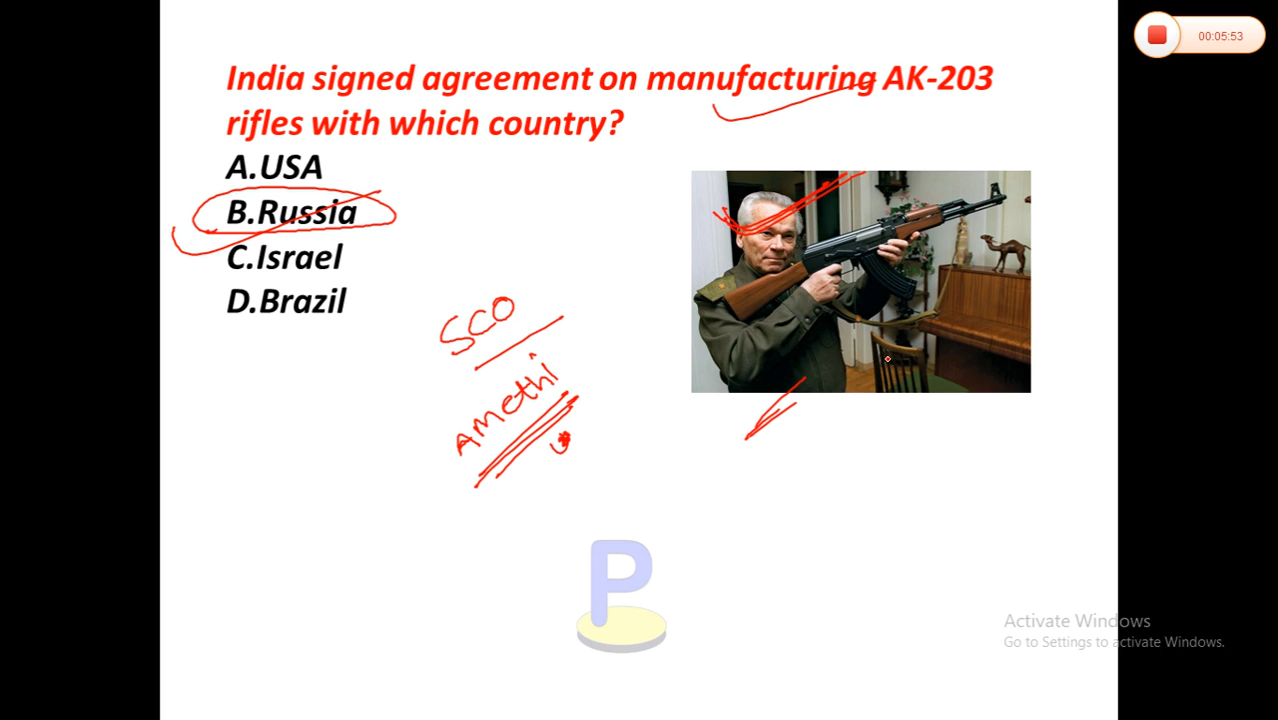 00:05:53
India signed agreement on manufacturing AK-203
rifles with which country?
A.USA
B.Russia
C.Israel
D.Brazil
SCO
Amethi
P
Activate Windows
Go to Settings to activate Windows.